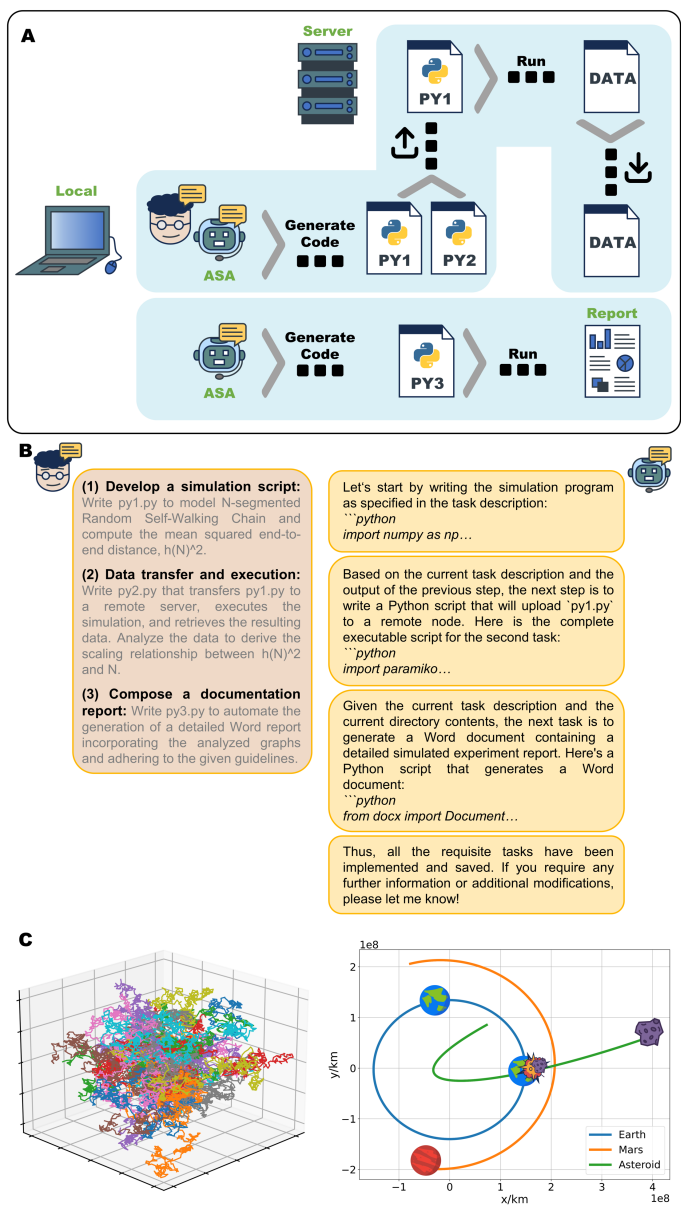 A
Server
PY1
Run
DATA
Local
ASA
Generate
Code
PY1
PY2
DATA
ASA
Generate
Code
PY3
Run
Report
B
(1) Develop a simulation script:
Write py1.py to model N-segmented
Random Self-Walking Chain and
compute the mean squared end-to-
end distance, h(N)^2.
(2) Data transfer and execution:
Write py2.py that transfers py1.py to
a remote server, executes the
simulation, and retrieves the resulting
data. Analyze the data to derive the
scaling relationship between h(N)^2
and N.
(3) Compose a documentation
report: Write py3.py to automate the
generation of a detailed Word report
incorporating the analyzed graphs
and adhering to the given guidelines.
Let's start by writing the simulation program
as specified in the task description:
```python
import numpy as np…
Based on the current task description and the
output of the previous step, the next step is to
write a Python script that will upload `py1.py`
to a remote node. Here is the complete
executable script for the second task:
```python
import paramiko…
Given the current task description and the
current directory contents, the next task is to
generate a Word document containing a
detailed simulated experiment report. Here's a
Python script that generates a Word
document:
```python
from docx import Document…
Thus, all the requisite tasks have been
implemented and saved. If you require any
further information or additional modifications,
please let me know!
C
1e8
2
1
0
−1
−2
y/km
−1 0 1 2 3 4
x/km
1e8
Earth
Mars
Asteroid